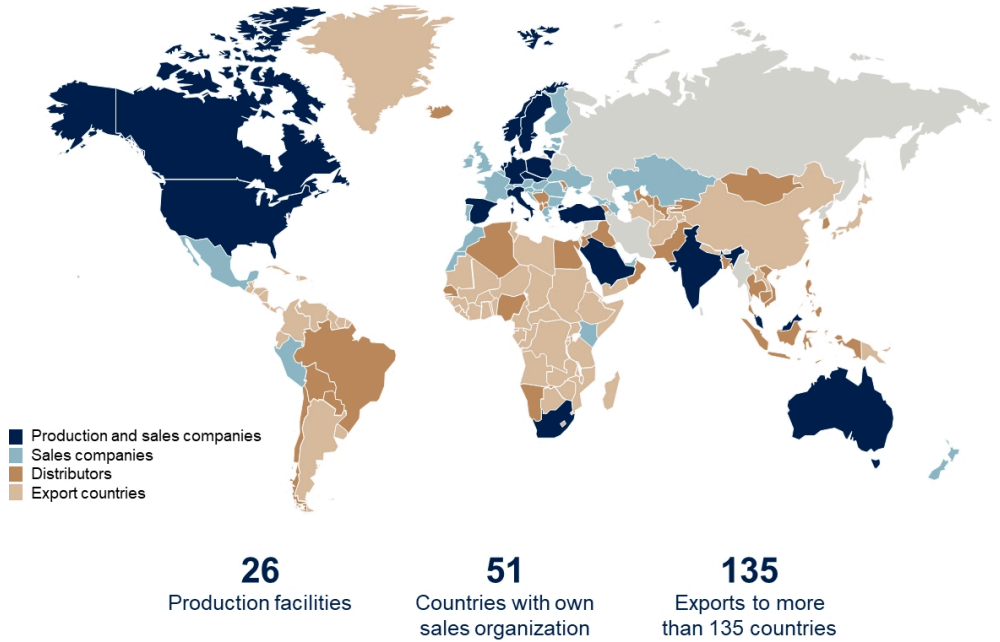 Production and sales companies
Sales companies
Distributors
Export countries
26
Production facilities
51
Countries with own
sales organization
135
Exports to more
than 135 countries